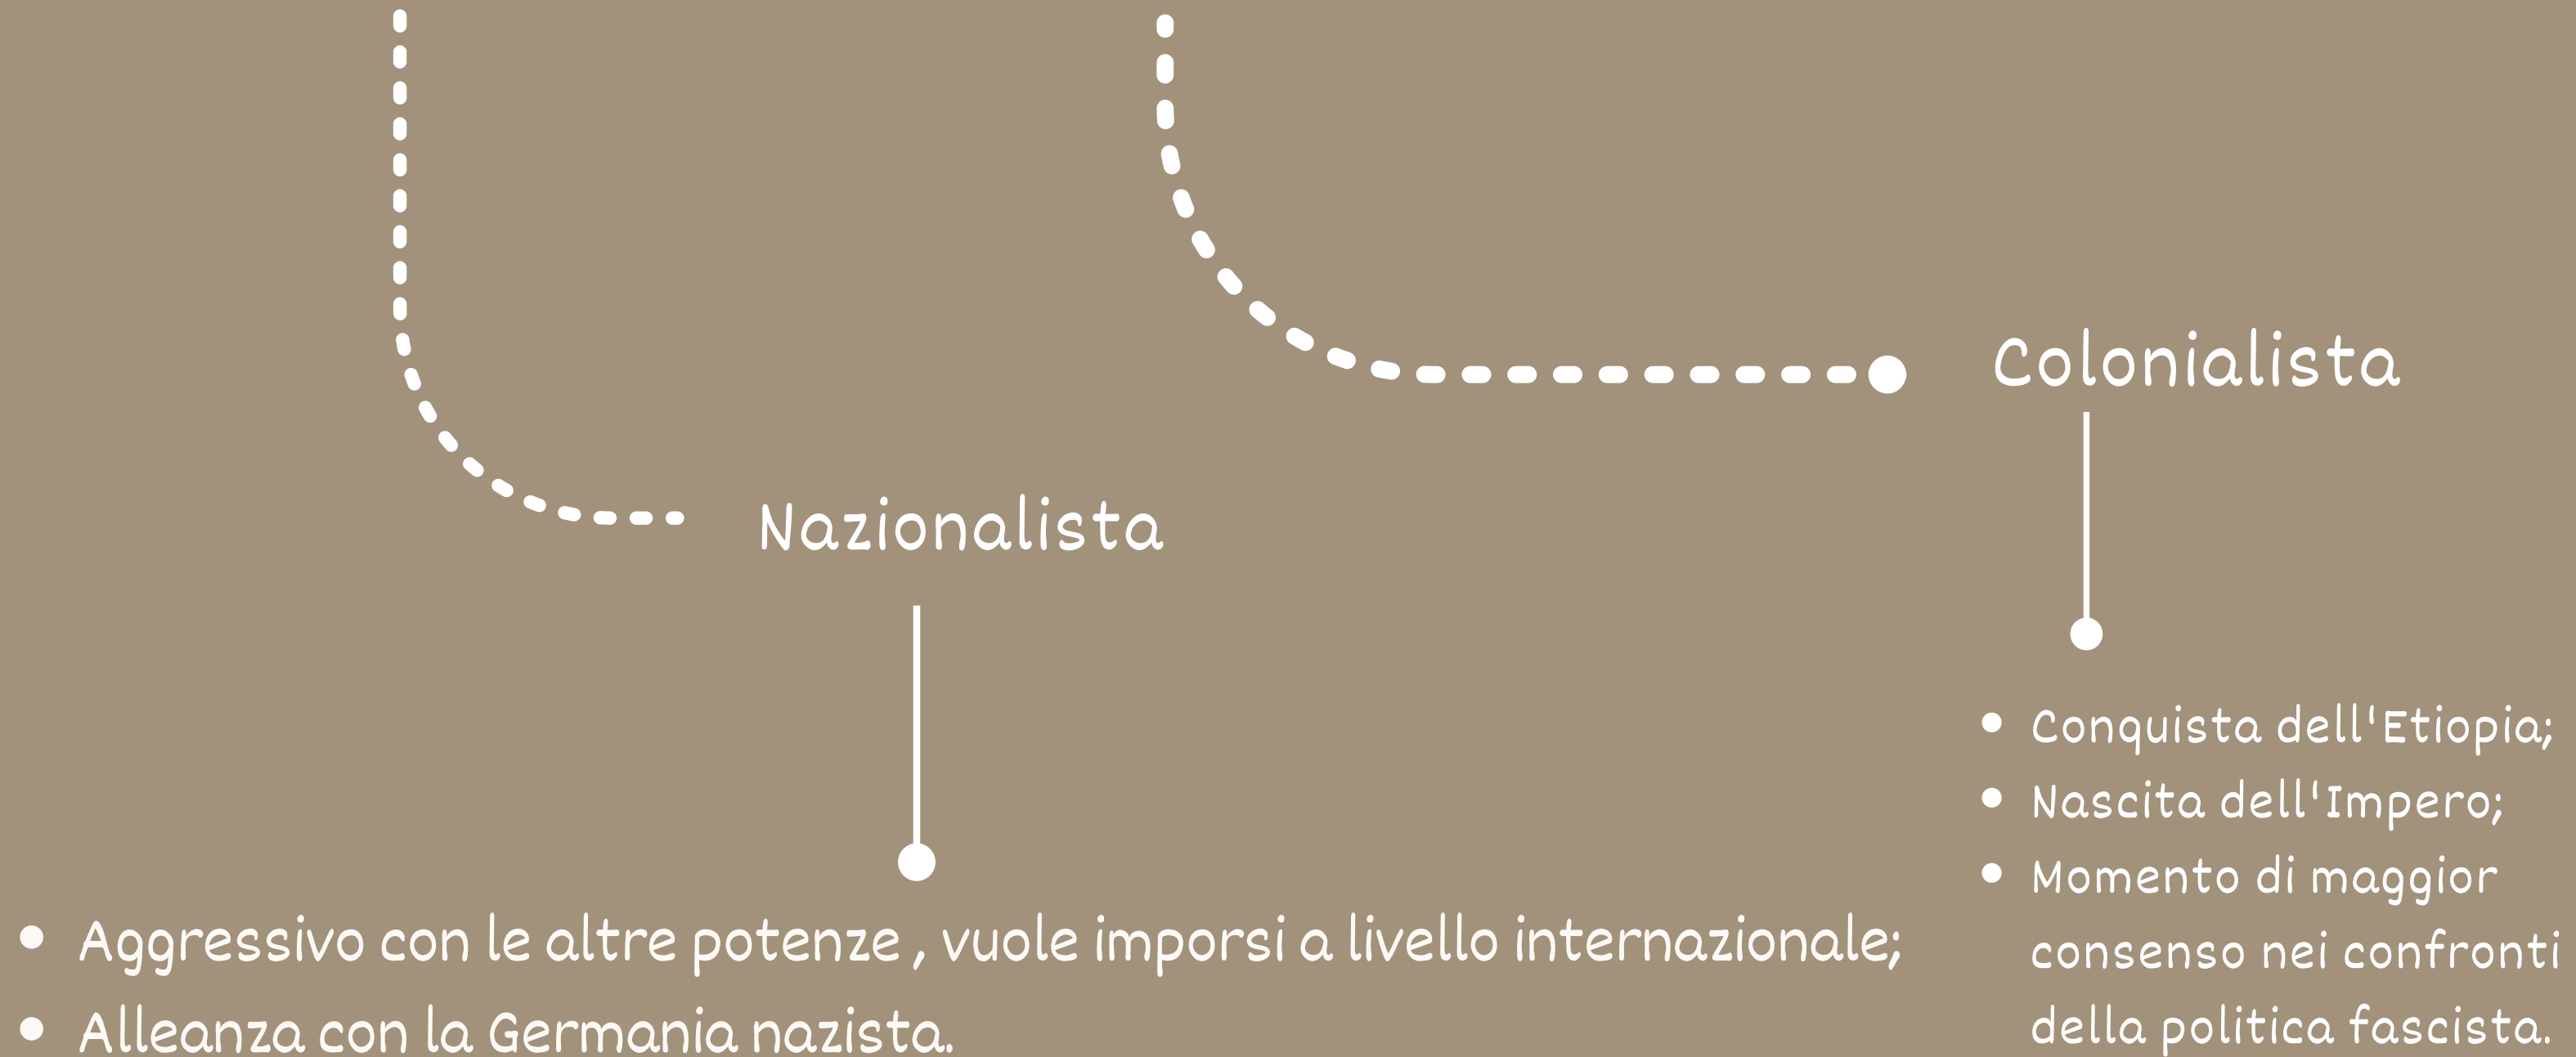 Colonialista
Nazionalista
Conquista dell'Etiopia;
Nascita dell'Impero;
Momento di maggior
consenso nei confronti
della politica fascista.
Aggressivo con le altre potenze , vuole imporsi a livello internazionale;
Alleanza con la Germania nazista.